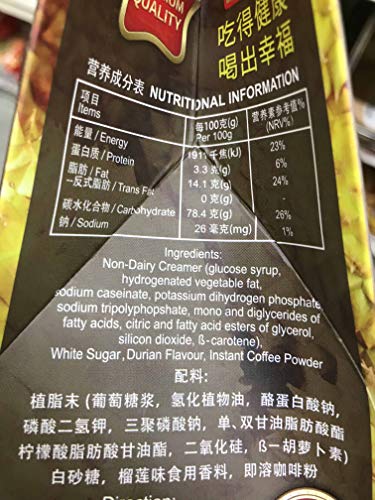 QUALITY
吃得健康
喝出幸福
营养成分表 NUTRITIONAL INFORMATION
项目 每100克(g) 营养素参考值%
Items Per 100g (NRV%)
能量 / Energy 1911 千焦(kJ) 23%
蛋白质 / Protein 3.3 克(g) 6%
脂肪 / Fat 14.1 克(g) 24%
–反式脂肪 / Trans Fat 0 克(g) -
碳水化合物 / Carbohydrate 78.4 克(g) 26%
钠 / Sodium 26 毫克(mg) 1%
Ingredients:
Non-Dairy Creamer (glucose syrup,
hydrogenated vegetable fat,
sodium caseinate, potassium dihydrogen phosphate
sodium tripolyphopshate, mono and diglycerides of
fatty acids, citric and fatty acid esters of glycerol,
silicon dioxide, ß-carotene),
White Sugar, Durian Flavour, Instant Coffee Powder
配料:
植脂末 (葡萄糖浆, 氢化植物油, 酪蛋白酸钠,
磷酸二氢钾, 三聚磷酸钠, 单、双甘油脂肪酸酯
柠檬酸脂肪酸甘油酯, 二氧化硅, ß一胡萝卜素)
白砂糖, 榴莲味食用香料, 即溶咖啡粉